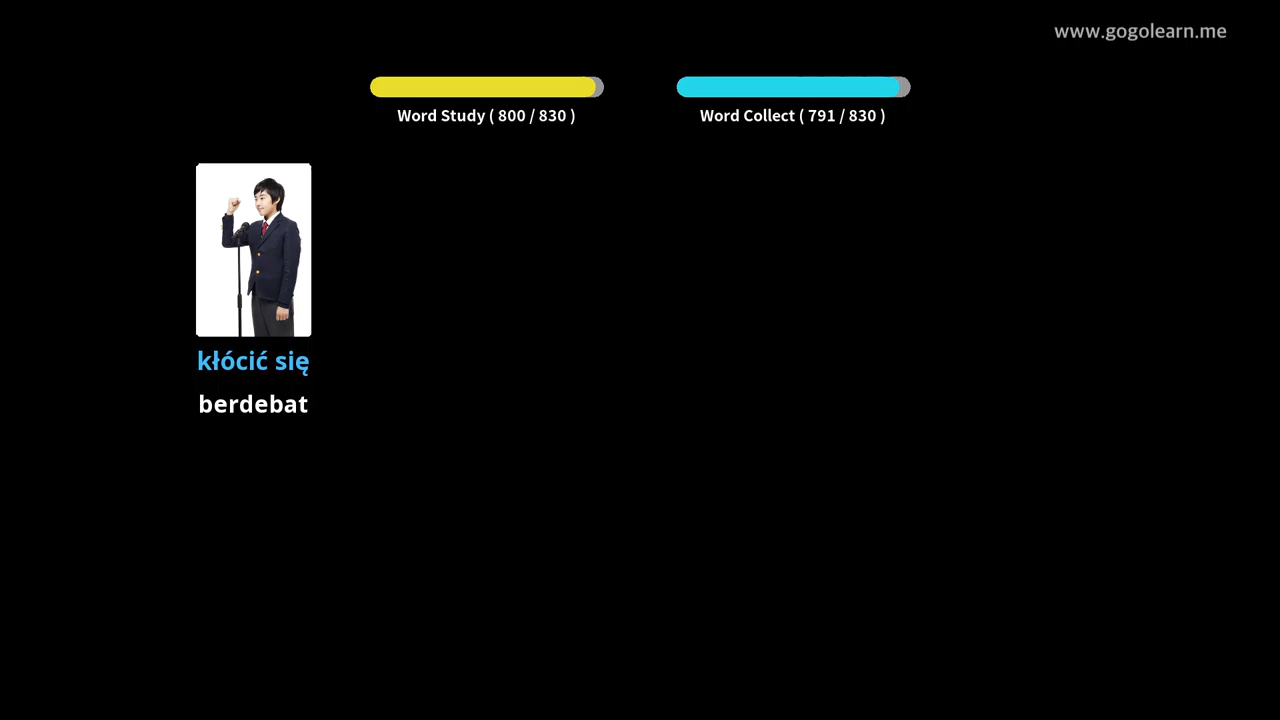 www.gogolearn.me
Word Study ( 800 / 830 )
Word Collect ( 791 / 830 )
kłócić się
berdebat